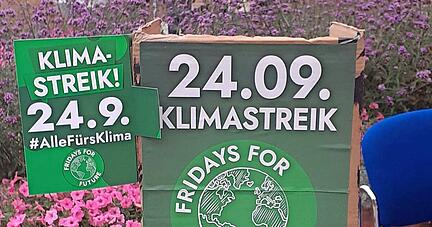 KLIMA-
STREIK!
24.9.
#AlleFürsKlima
FRIDAYS FOR
FUTURE
24.09.
KLIMASTREIK
FRIDAYS FOR